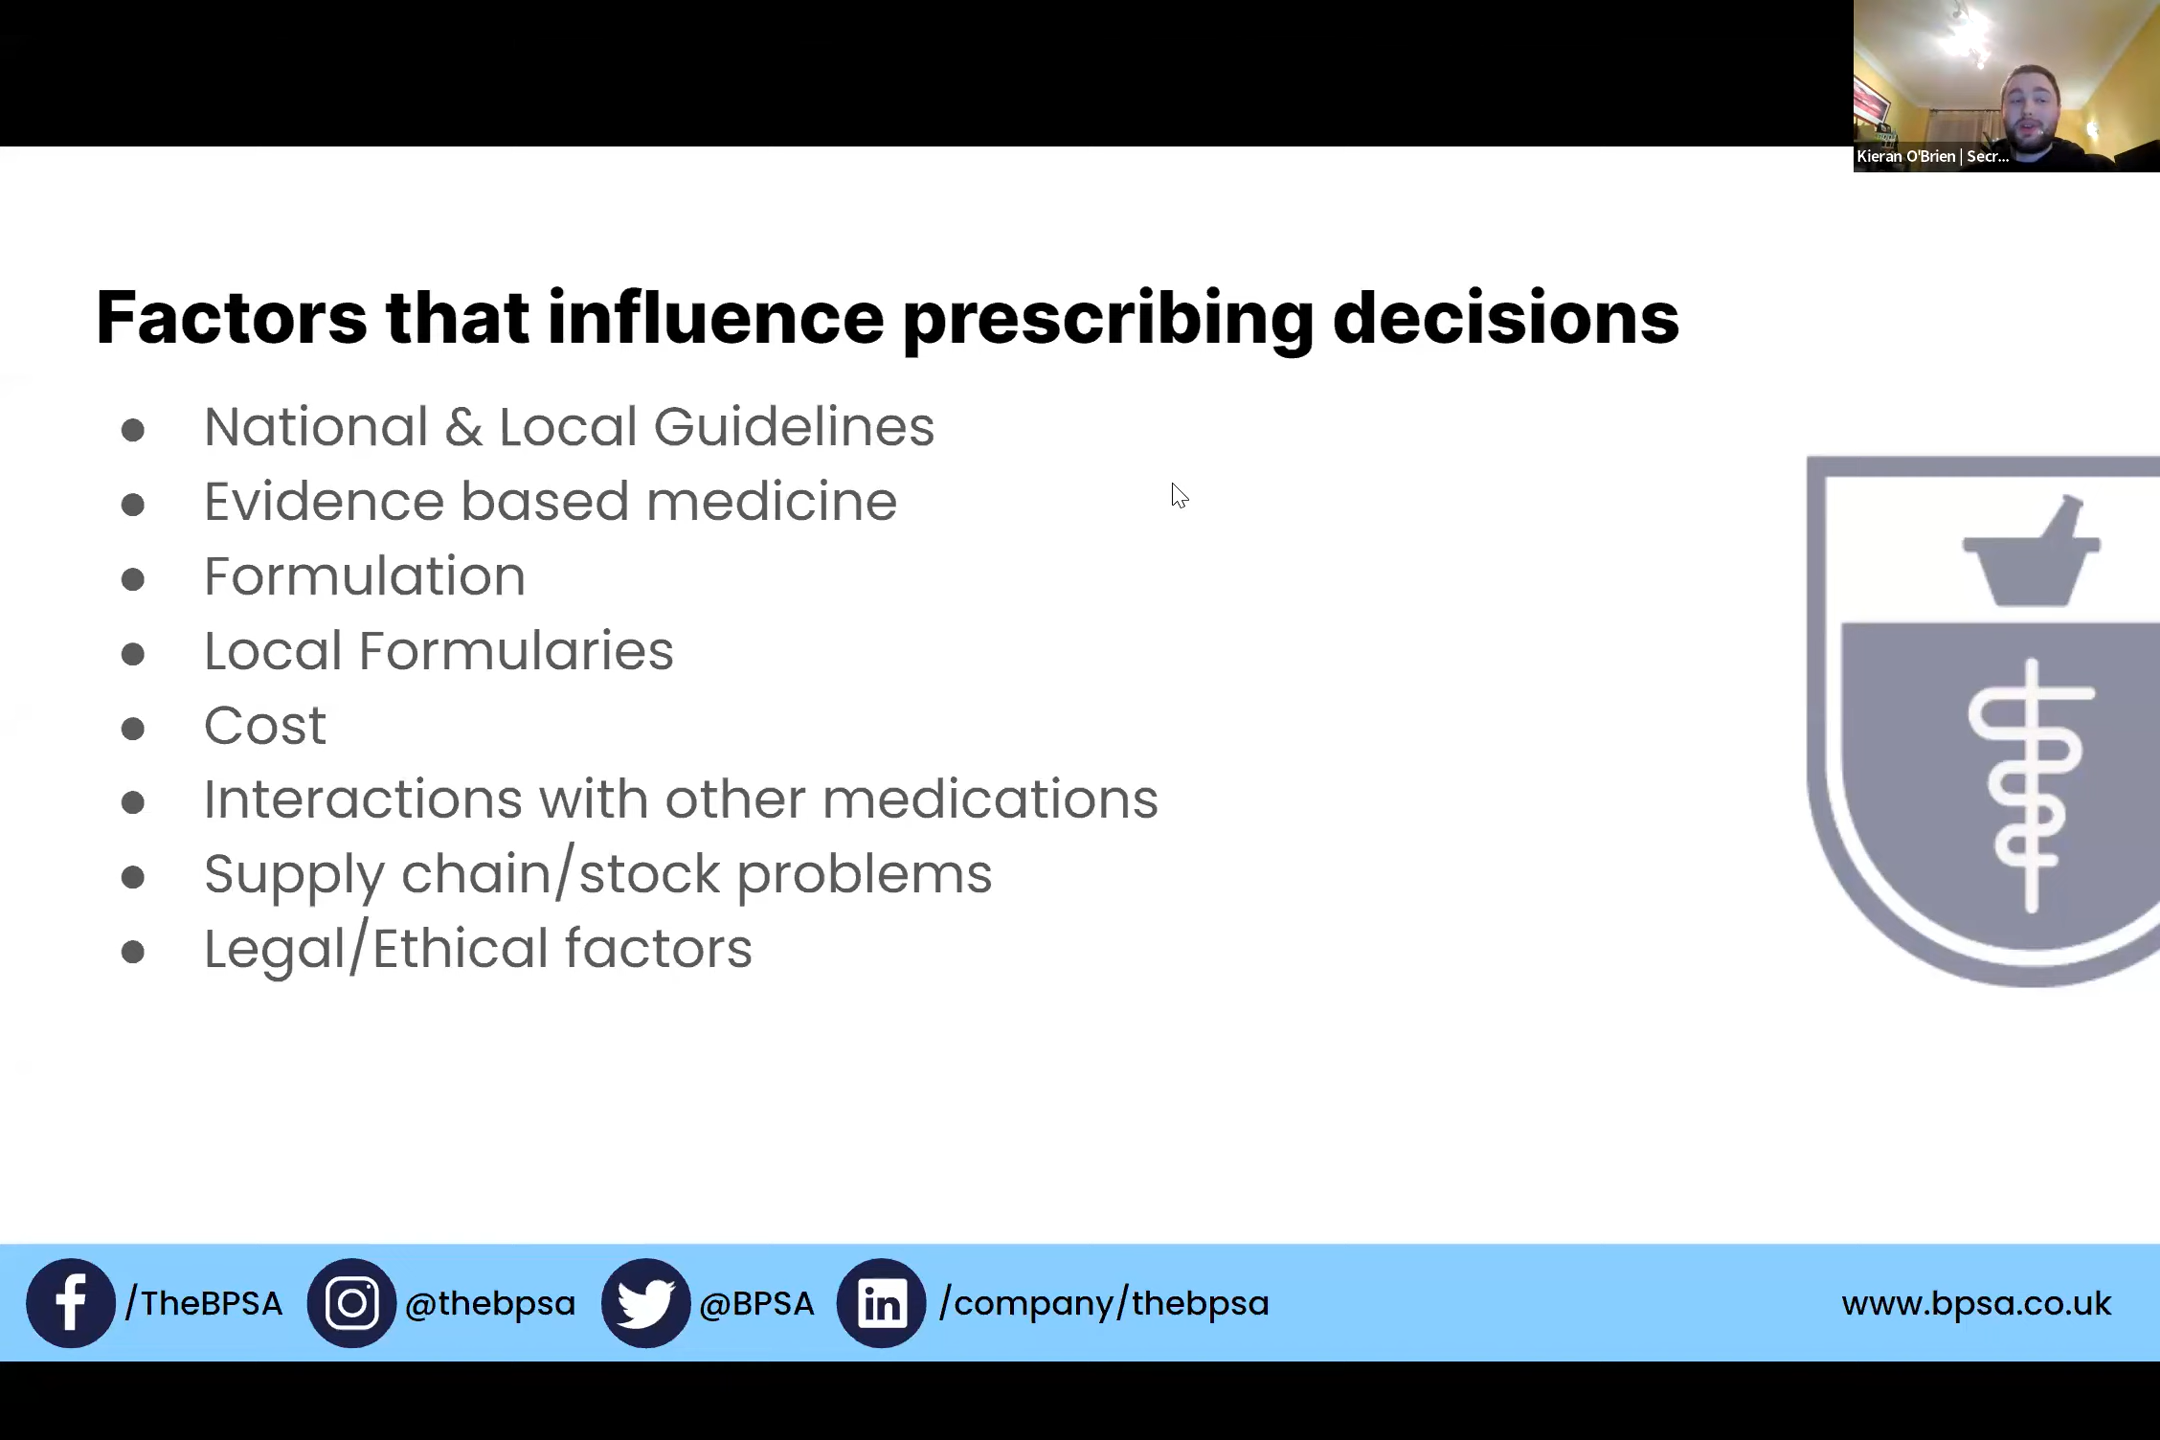 Kieran O'Brien | Secr...
Factors that influence prescribing decisions
● National & Local Guidelines
● Evidence based medicine
● Formulation
● Local Formularies
● Cost
● Interactions with other medications
● Supply chain/stock problems
● Legal/Ethical factors
/TheBPSA @thebpsa @BPSA /company/thebpsa www.bpsa.co.uk